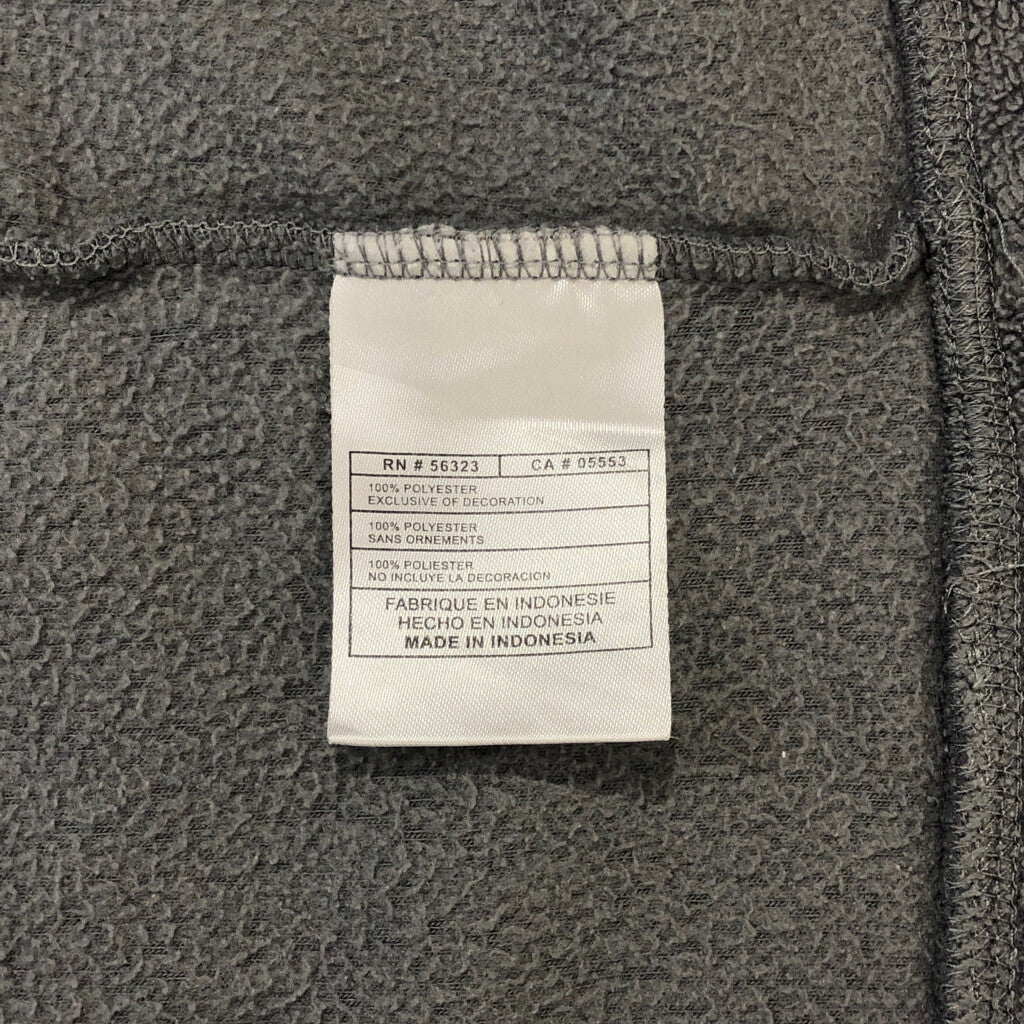 RN # 56323 CA # 05553
100% POLYESTER
EXCLUSIVE OF DECORATION
100% POLYESTER
SANS ORNEMENTS
100% POLIESTER
NO INCLUYE LA DECORACION
FABRIQUE EN INDONESIE
HECHO EN INDONESIA
MADE IN INDONESIA